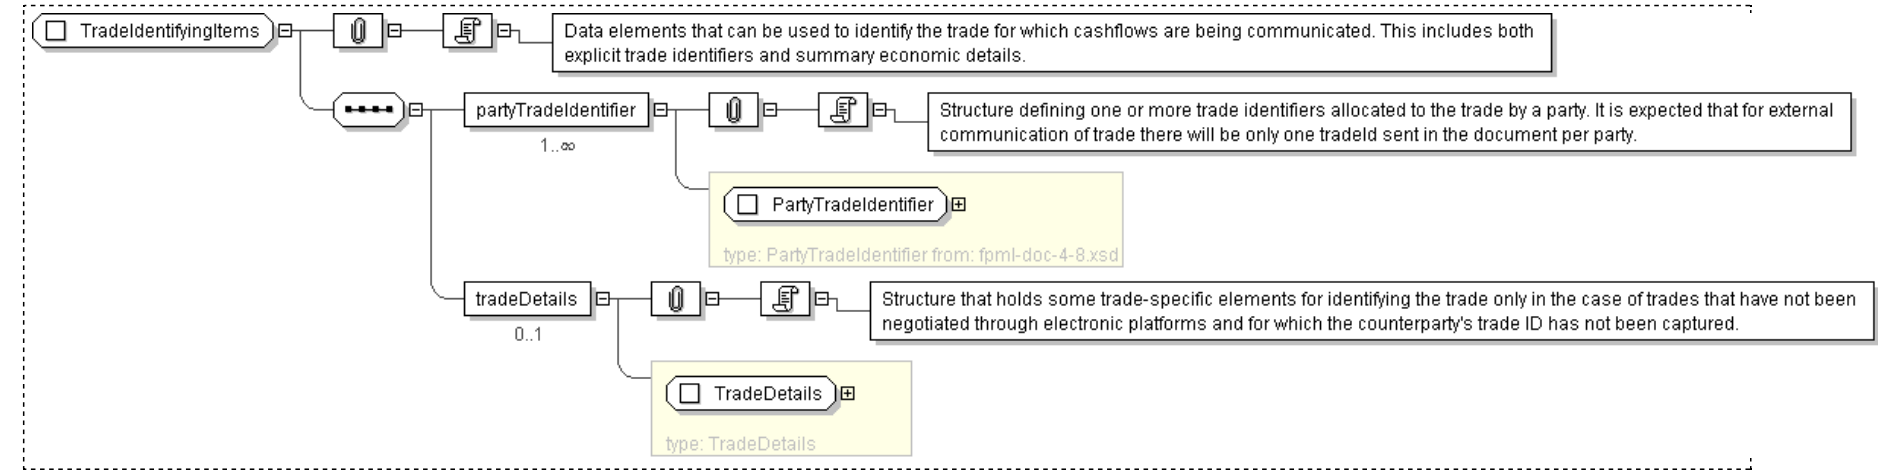 TradeIdentifyingItems
Data elements that can be used to identify the trade for which cashflows are being communicated. This includes both
explicit trade identifiers and summary economic details.
partyTradeIdentifier
1..∞
Structure defining one or more trade identifiers allocated to the trade by a party. It is expected that for external
communication of trade there will be only one tradeId sent in the document per party.
PartyTradeIdentifier
type: PartyTradeIdentifier from: fpml-doc-4-8.xsd
tradeDetails
0..1
Structure that holds some trade-specific elements for identifying the trade only in the case of trades that have not been
negotiated through electronic platforms and for which the counterparty's trade ID has not been captured.
TradeDetails
type: TradeDetails